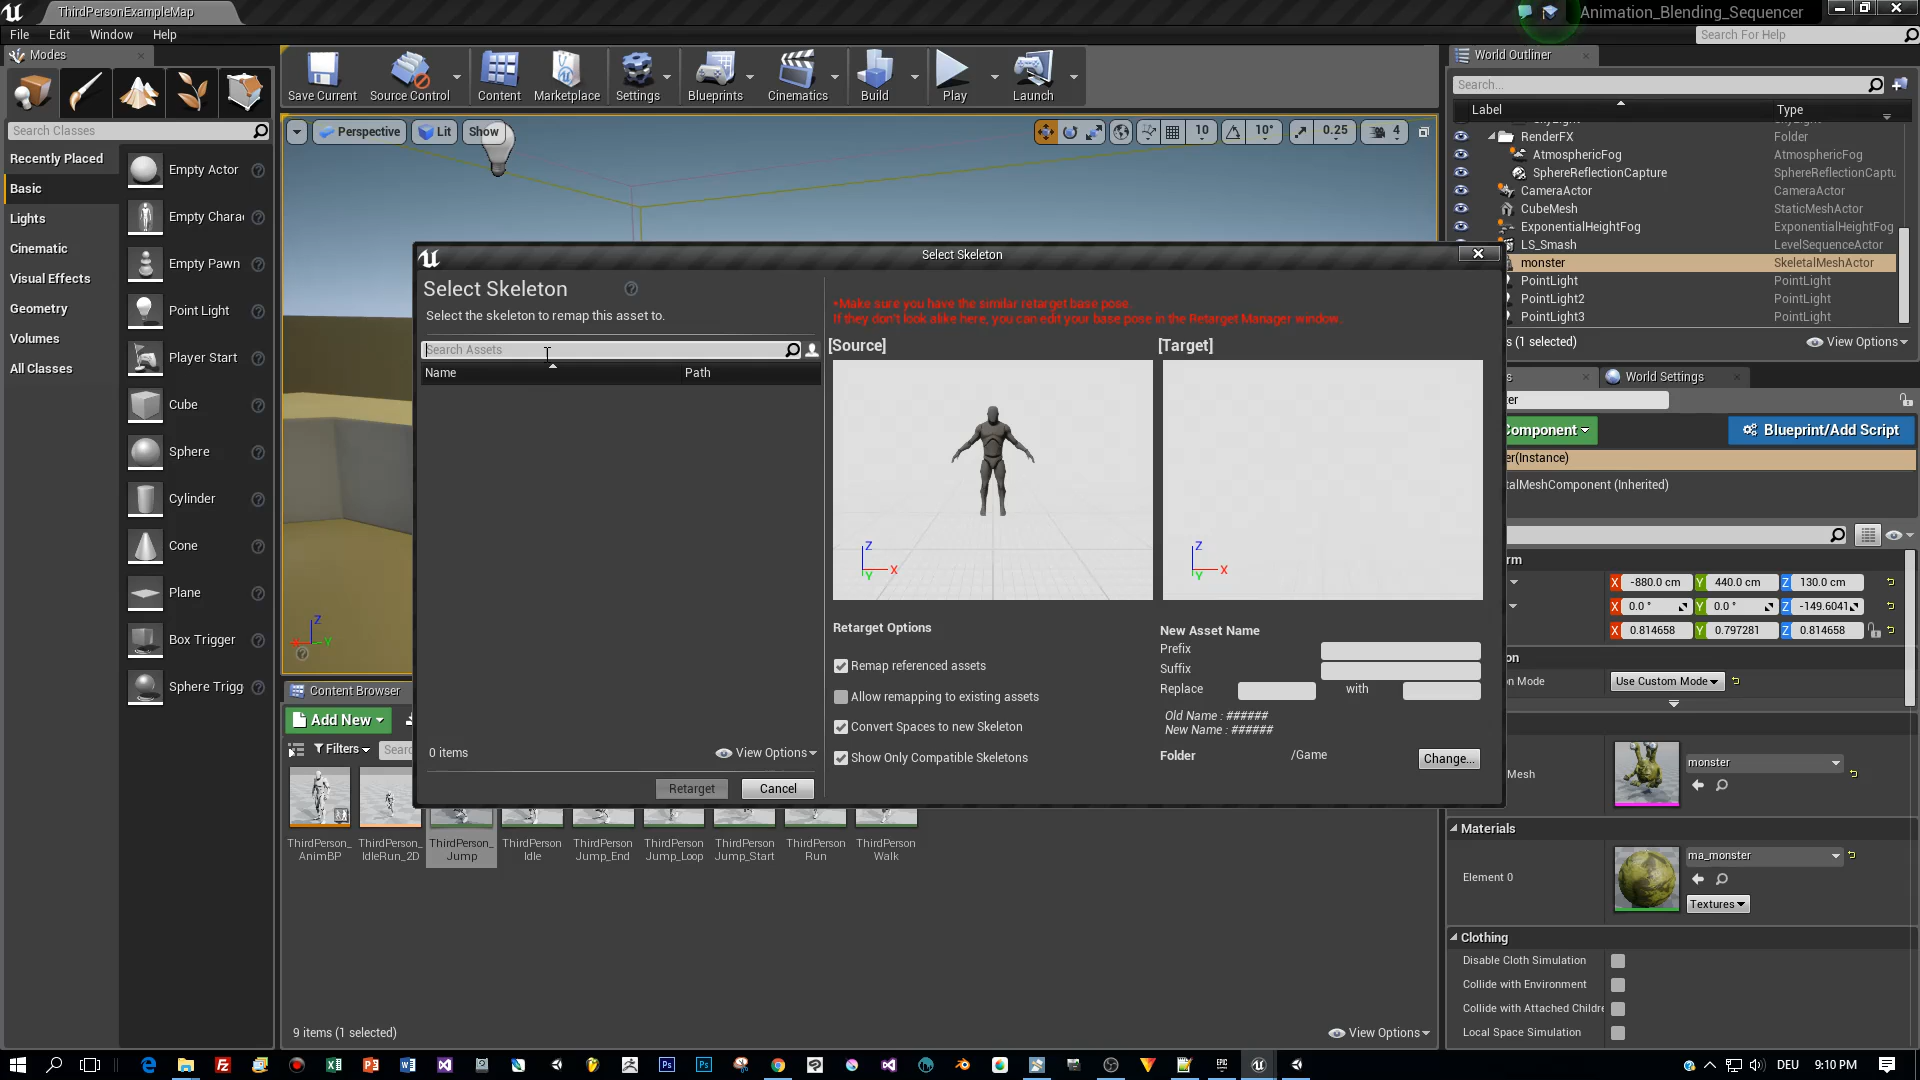 ThirdPersonExampleMap
Animation_Blending_Sequencer
File Edit Window Help
Search For Help
Modes
Save Current
Source Control
Content
Marketplace
Settings
Blueprints
Cinematics
Build
Play
Launch
World Outliner
Search...
Label Type
Search Classes
Recently Placed
Basic
Lights
Cinematic
Visual Effects
Geometry
Volumes
All Classes
Empty Actor
Empty Chara
Empty Pawn
Point Light
Player Start
Cube
Sphere
Cylinder
Cone
Plane
Box Trigger
Sphere Trigg
Perspective
Lit
Show
10
10°
0.25
4
RenderFX Folder
AtmosphericFog AtmosphericFog
SphereReflectionCapture SphereReflectionCaptu
CameraActor CameraActor
CubeMesh StaticMeshActor
ExponentialHeightFog ExponentialHeightFog
LS_Smash LevelSequenceActor
monster SkeletalMeshActor
PointLight PointLight
PointLight2 PointLight
PointLight3 PointLight
(1 selected)
View Options
World Settings
Component
Blueprint/Add Script
er(Instance)
talMeshComponent (Inherited)
rm
X -880.0 cm Y 440.0 cm Z 130.0 cm
X 0.0 ° Y 0.0 ° Z -149.6041
X 0.814658 Y 0.797281 Z 0.814658
on
on Mode Use Custom Mode
Mesh monster
Materials
Element 0 ma_monster
Textures
Clothing
Disable Cloth Simulation
Collide with Environment
Collide with Attached Childre
Local Space Simulation
Select Skeleton
Select Skeleton
Select the skeleton to remap this asset to.
Search Assets
Name Path
0 items
View Options
Retarget Cancel
*Make sure you have the similar retarget base pose.
If they don't look alike here, you can edit your base pose in the Retarget Manager window.
[Source] [Target]
Z X Y
Z X Y
Retarget Options
Remap referenced assets
Allow remapping to existing assets
Convert Spaces to new Skeleton
Show Only Compatible Skeletons
New Asset Name
Prefix
Suffix
Replace with
Old Name : ######
New Name : ######
Folder /Game Change...
Content Browser
Add New
Filters
Sear
ThirdPerson_
AnimBP
ThirdPerson_
IdleRun_2D
ThirdPerson_
Jump
ThirdPerson
Idle
ThirdPerson
Jump_End
ThirdPerson
Jump_Loop
ThirdPerson
Jump_Start
ThirdPerson
Run
ThirdPerson
Walk
9 items (1 selected)
View Options
DEU 9:10 PM